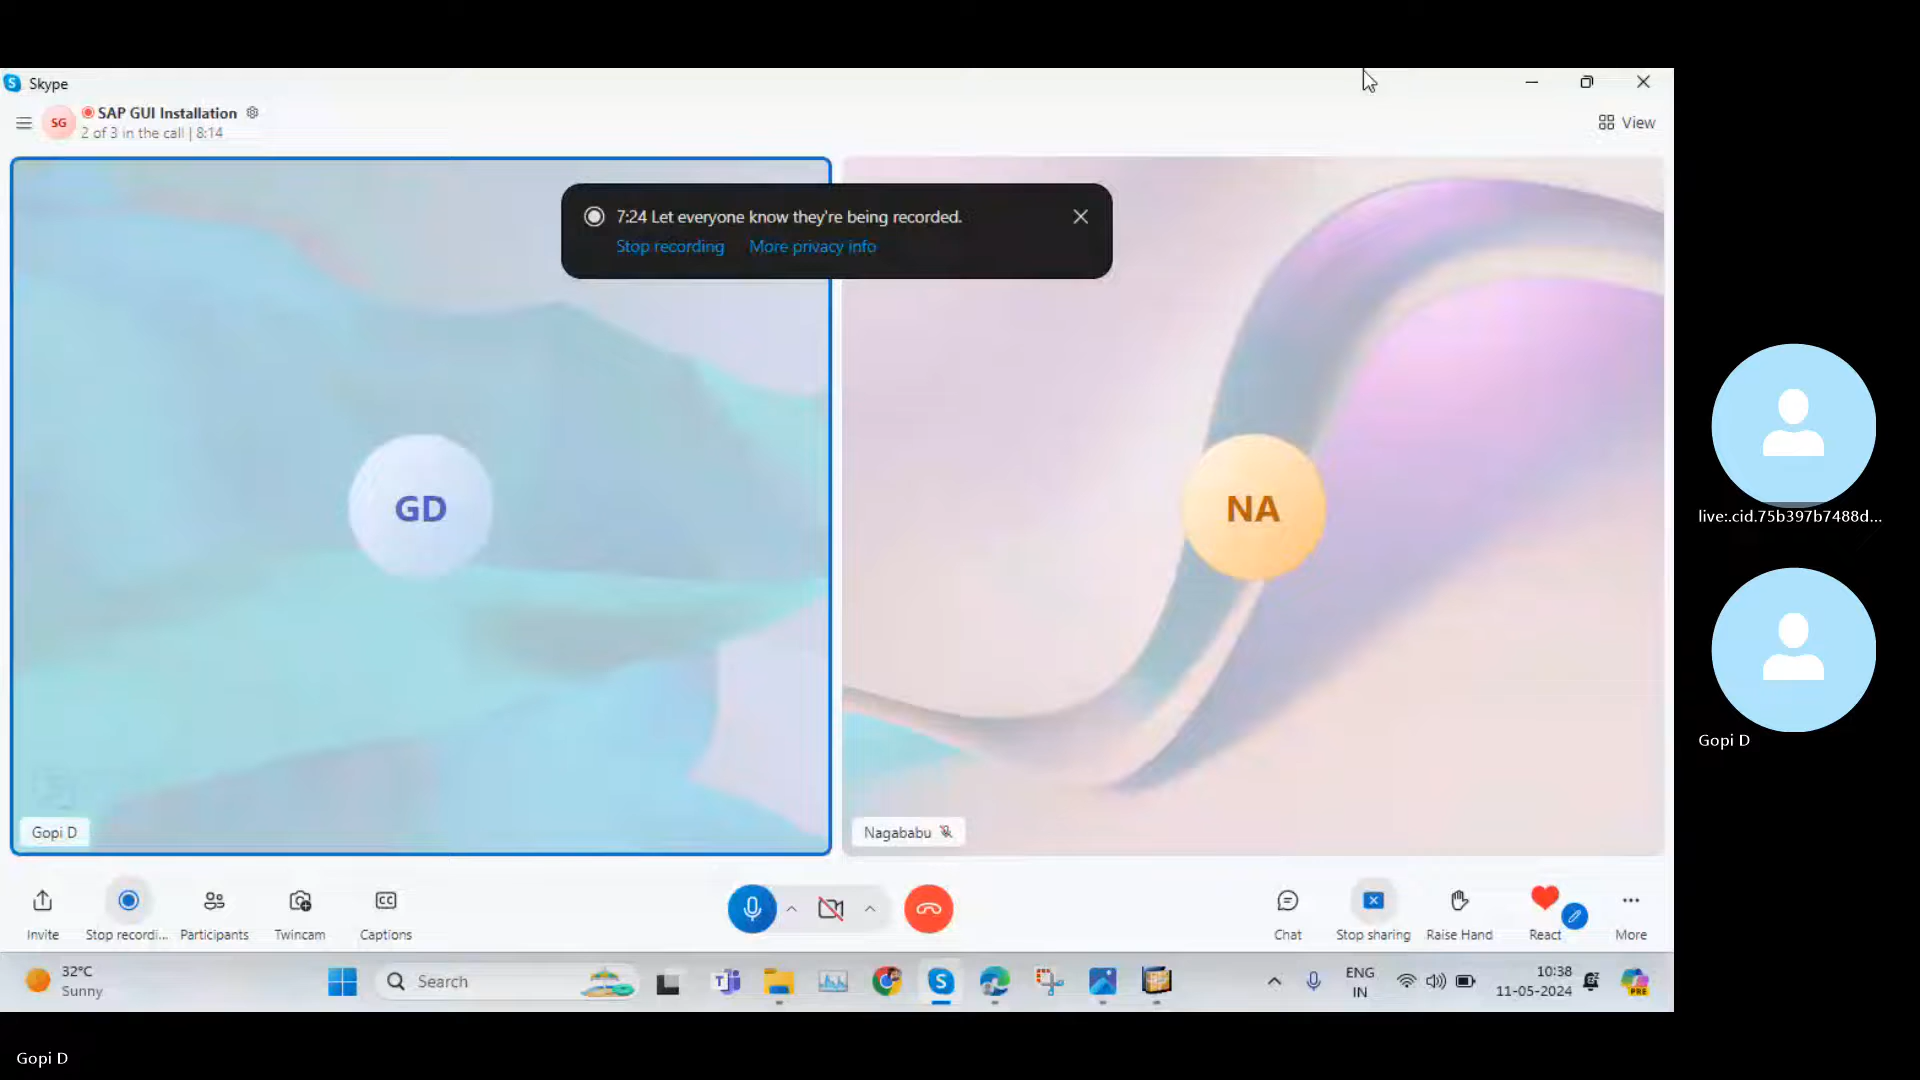 Skype
SG
SAP GUI Installation
2 of 3 in the call | 8:14
View
7:24 Let everyone know they're being recorded.
Stop recording More privacy info
GD
NA
live:.cid.75b397b7488d...
Gopi D
Gopi D
Nagababu
Invite
Stop recordi...
Participants
Twincam
CC
Captions
Chat
Stop sharing
Raise Hand
React
More
32°C
Sunny
Search
ENG
IN
10:38
11-05-2024
PRE
Gopi D